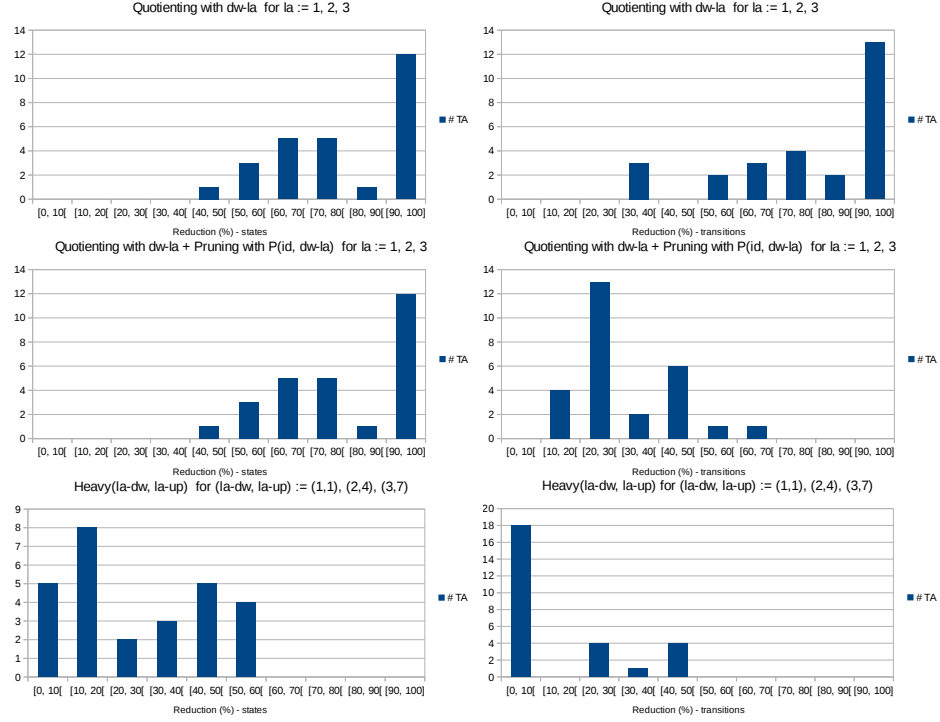 Quotienting with dw-la for la := 1, 2, 3
14
12
10
8
6
4
2
0
# TA
[0, 10[ [10, 20[ [20, 30[ [30, 40[ [40, 50[ [50, 60[ [60, 70[ [70, 80[ [80, 90[ [90, 100]
Reduction (%) - states
Quotienting with dw-la for la := 1, 2, 3
14
12
10
8
6
4
2
0
# TA
[0, 10[ [10, 20[ [20, 30[ [30, 40[ [40, 50[ [50, 60[ [60, 70[ [70, 80[ [80, 90[ [90, 100]
Reduction (%) - transitions
Quotienting with dw-la + Pruning with P(id, dw-la) for la := 1, 2, 3
14
12
10
8
6
4
2
0
# TA
[0, 10[ [10, 20[ [20, 30[ [30, 40[ [40, 50[ [50, 60[ [60, 70[ [70, 80[ [80, 90[ [90, 100]
Reduction (%) - states
Quotienting with dw-la + Pruning with P(id, dw-la) for la := 1, 2, 3
14
12
10
8
6
4
2
0
# TA
[0, 10[ [10, 20[ [20, 30[ [30, 40[ [40, 50[ [50, 60[ [60, 70[ [70, 80[ [80, 90[ [90, 100]
Reduction (%) - transitions
Heavy(la-dw, la-up) for (la-dw, la-up) := (1,1), (2,4), (3,7)
9
8
7
6
5
4
3
2
1
0
# TA
[0, 10[ [10, 20[ [20, 30[ [30, 40[ [40, 50[ [50, 60[ [60, 70[ [70, 80[ [80, 90[ [90, 100]
Reduction (%) - states
Heavy(la-dw, la-up) for (la-dw, la-up) := (1,1), (2,4), (3,7)
20
18
16
14
12
10
8
6
4
2
0
# TA
[0, 10[ [10, 20[ [20, 30[ [30, 40[ [40, 50[ [50, 60[ [60, 70[ [70, 80[ [80, 90[ [90, 100]
Reduction (%) - transitions